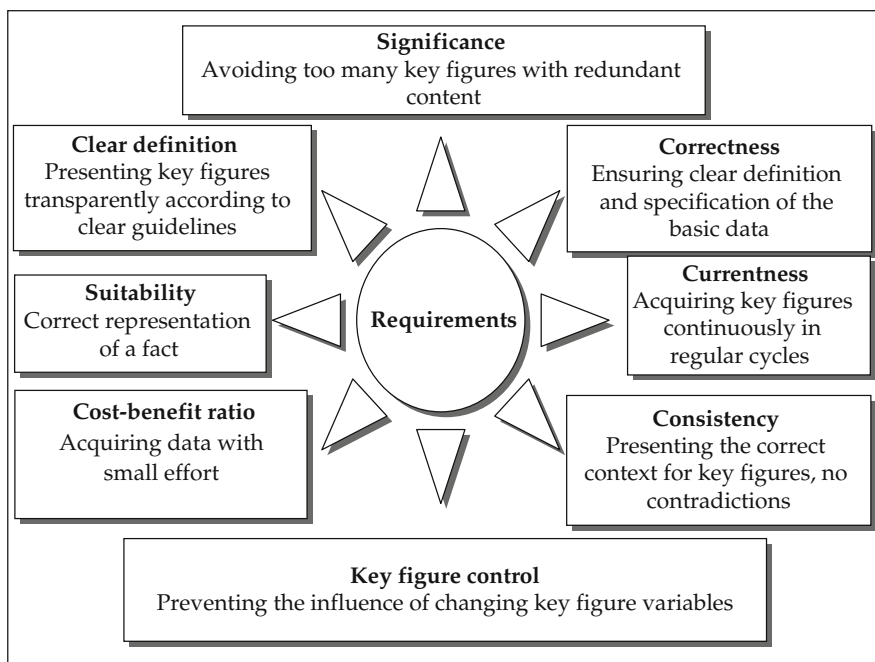 Significance
Avoiding too many key figures with redundant
content
Clear definition
Presenting key figures
transparently according to
clear guidelines
Correctness
Ensuring clear definition
and specification of the
basic data
Suitability
Correct representation
of a fact
Requirements
Currentness
Acquiring key figures
continuously in
regular cycles
Cost-benefit ratio
Acquiring data with
small effort
Consistency
Presenting the correct
context for key figures, no
contradictions
Key figure control
Preventing the influence of changing key figure variables